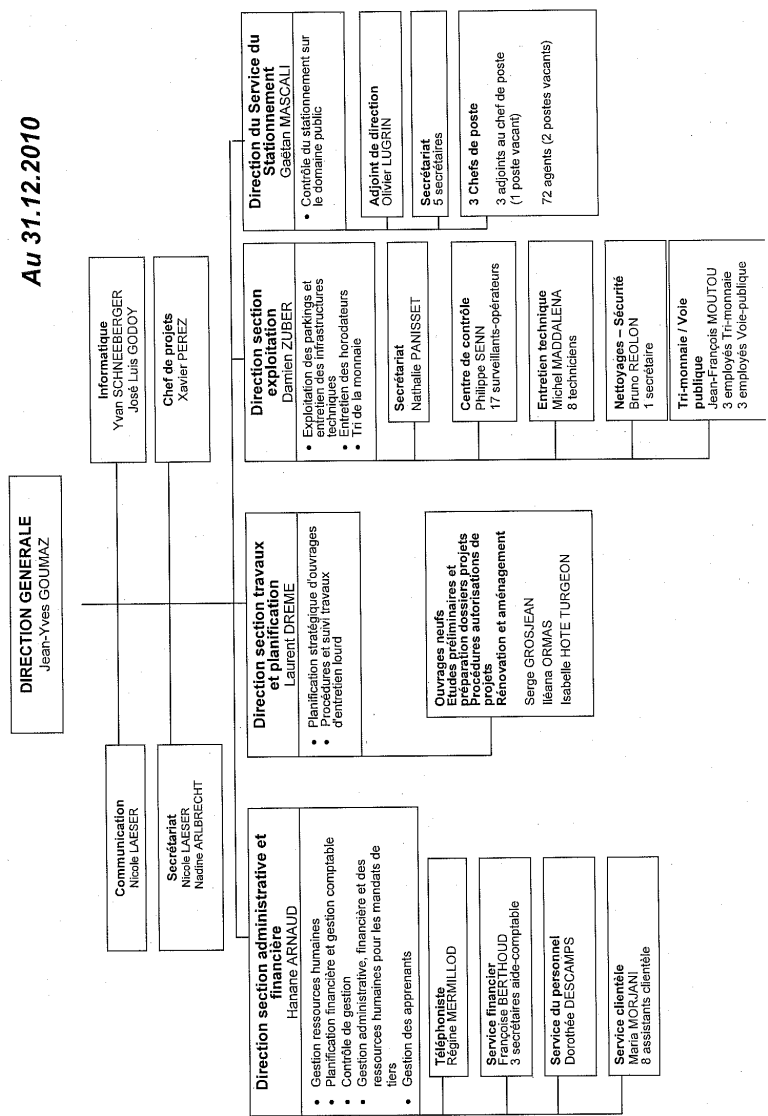 Au 31.12.2010
DIRECTION GENERALE
Jean-Yves GOUMAZ
Communication
Nicole LAESER
Secrétariat
Nicole LAESER
Nadine ARLBRECHT
Informatique
Yvan SCHNEEBERGER
José Luis GODOY
Chef de projets
Xavier PEREZ
Direction section administrative et
financière
Hanane ARNAUD
• Gestion ressources humaines
• Planification financière et gestion comptable
• Contrôle de gestion
• Gestion administrative, financière et des
ressources humaines pour les mandats de
tiers
• Gestion des apprenants
Téléphoniste
Régine MERMILLOD
Service financier
Françoise BERTHOUD
3 secrétaires aide-comptable
Service du personnel
Dorothée DESCAMPS
Service clientèle
Maria MORJANI
8 assistants clientèle
Direction section travaux
et planification
Laurent DREME
• Planification stratégique d'ouvrages
• Procédures et suivi travaux
d'entretien lourd
Ouvrages neufs
Etudes préliminaires et
préparation dossiers projets
Procédures autorisations de
projets
Rénovation et aménagement
Serge GROSJEAN
Iléana ORMAS
Isabelle HOTE TURGEON
Direction section
exploitation
Damien ZUBER
• Exploitation des parkings et
entretien des infrastructures
techniques
• Entretien des horodateurs
• Tri de la monnaie
Secrétariat
Nathalie PANISSET
Centre de contrôle
Philippe SENN
17 surveillants-opérateurs
Entretien technique
Michel MADDALENA
8 techniciens
Nettoyages – Sécurité
Bruno REOLON
1 secrétaire
Tri-monnaie / Voie
publique
Jean-François MOUTOU
3 employés Tri-monnaie
3 employés Voie-publique
Direction du Service du
Stationnement
Gaëtan MASCALI
• Contrôle du stationnement sur
le domaine public
Adjoint de direction
Olivier LUGRIN
Secrétariat
5 secrétaires
3 Chefs de poste
3 adjoints au chef de poste
(1 poste vacant)
72 agents (2 postes vacants)